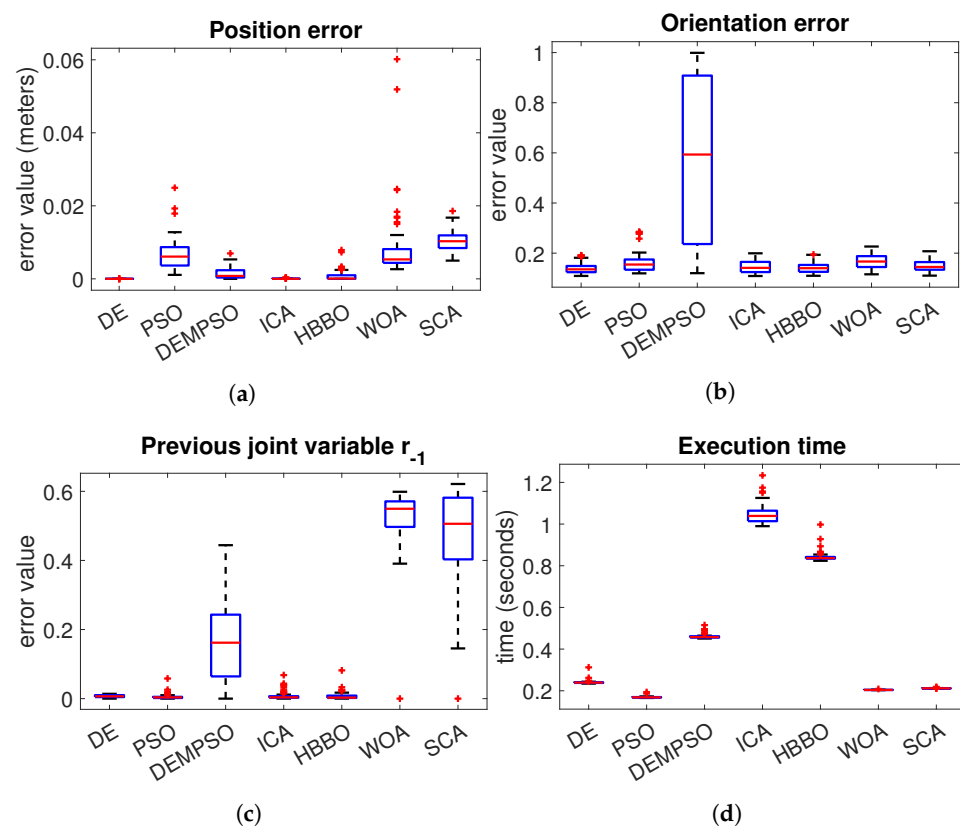 Position error
error value (meters)
0.06
0.04
0.02
0
DE PSO DEMPSO ICA HBBO WOA SCA
(a)
Orientation error
error value
1
0.8
0.6
0.4
0.2
DE PSO DEMPSO ICA HBBO WOA SCA
(b)
Previous joint variable r-1
error value
0.6
0.4
0.2
0
DE PSO DEMPSO ICA HBBO WOA SCA
(c)
Execution time
time (seconds)
1.2
1
0.8
0.6
0.4
0.2
DE PSO DEMPSO ICA HBBO WOA SCA
(d)